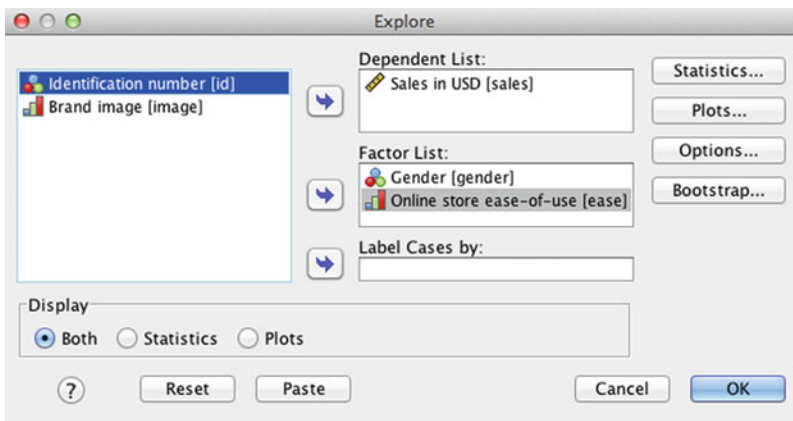 Explore
Identification number [id]
Brand image [image]
Dependent List:
Sales in USD [sales]
Factor List:
Gender [gender]
Online store ease-of-use [ease]
Label Cases by:
Statistics...
Plots...
Options...
Bootstrap...
Display
Both Statistics Plots
? Reset Paste Cancel OK